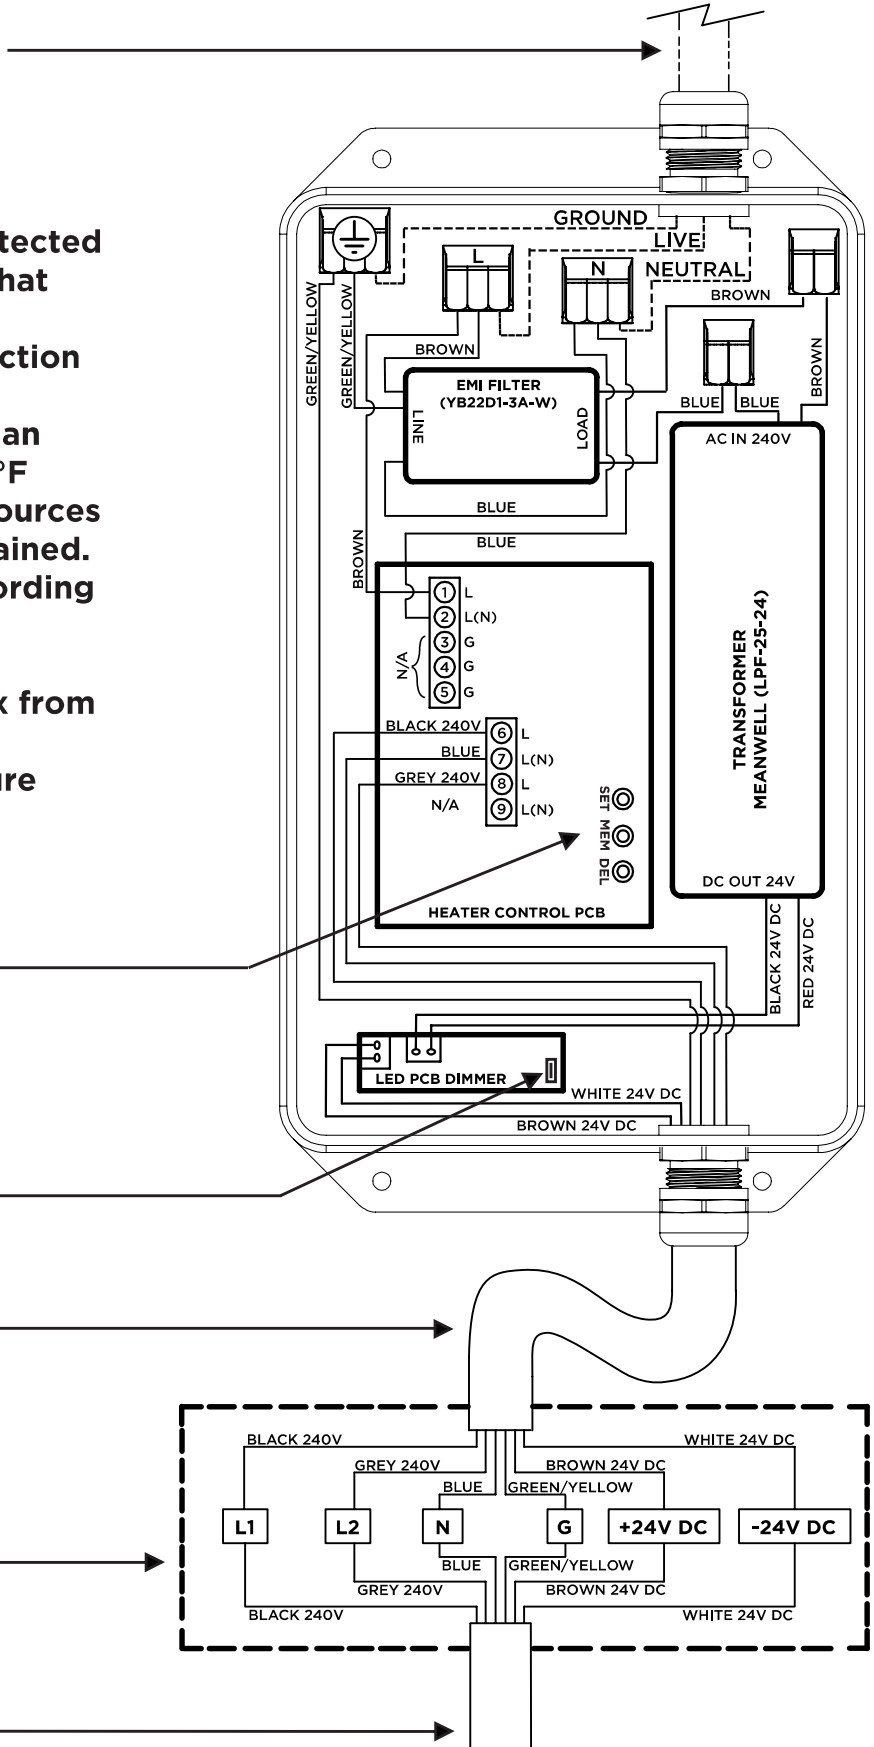 GROUND
LIVE
NEUTRAL
L
N
BROWN
tected
hat
ction
an
°F
ources
ained.
ording
x from
ure
GREEN/YELLOW
GREEN/YELLOW
BROWN
BROWN
EMI FILTER
(YB22D1-3A-W)
LINE
LOAD
BLUE
BLUE
AC IN 240V
BLUE
BLUE
BROWN
1 L
2 L(N)
3 G
4 G
5 G
N/A
BLACK 240V 6 L
BLUE 7 L(N)
GREY 240V 8 L
N/A 9 L(N)
SET
MEM
DEL
HEATER CONTROL PCB
TRANSFORMER
MEANWELL (LPF-25-24)
DC OUT 24V
BLACK 24V DC
RED 24V DC
LED PCB DIMMER
WHITE 24V DC
BROWN 24V DC
BLACK 240V
WHITE 24V DC
GREY 240V
BROWN 24V DC
BLUE
GREEN/YELLOW
L1
L2
N
G
+24V DC
-24V DC
BLUE
GREEN/YELLOW
GREY 240V
BROWN 24V DC
BLACK 240V
WHITE 24V DC